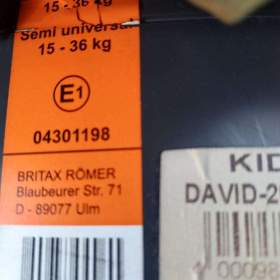 15 - 36 kg
Semi universal
15 - 36 kg
E1
04301198
BRITAX RÖMER
Blaubeurer Str. 71
D - 89077 Ulm
KID
DAVID-2